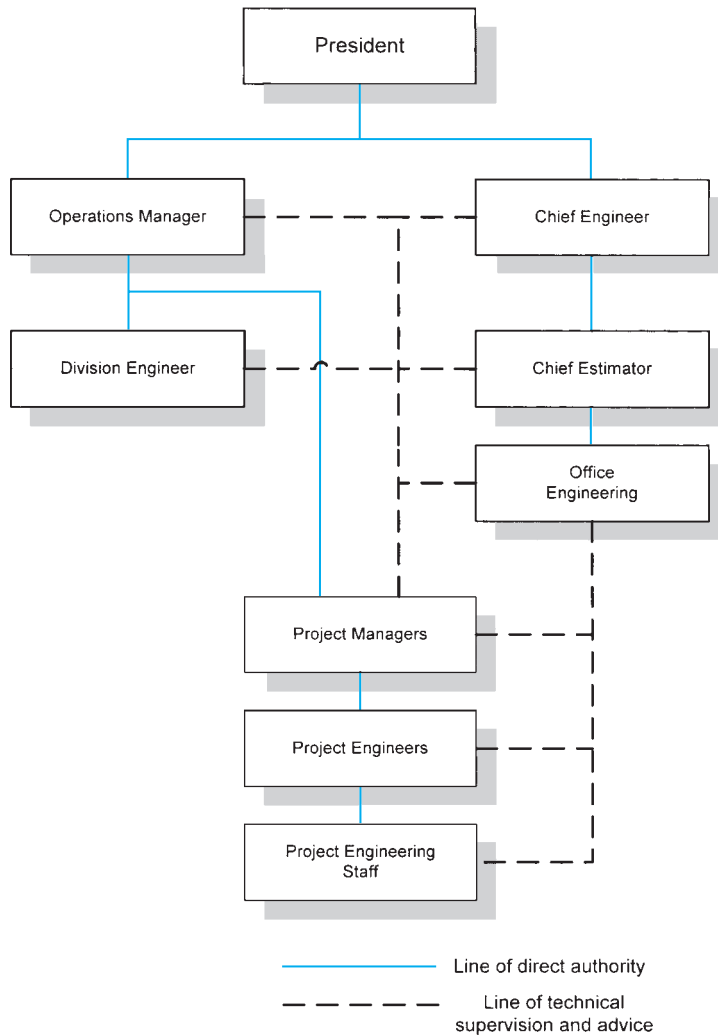 President
Operations Manager
Chief Engineer
Division Engineer
Chief Estimator
Office
Engineering
Project Managers
Project Engineers
Project Engineering
Staff
Line of direct authority
Line of technical
supervision and advice